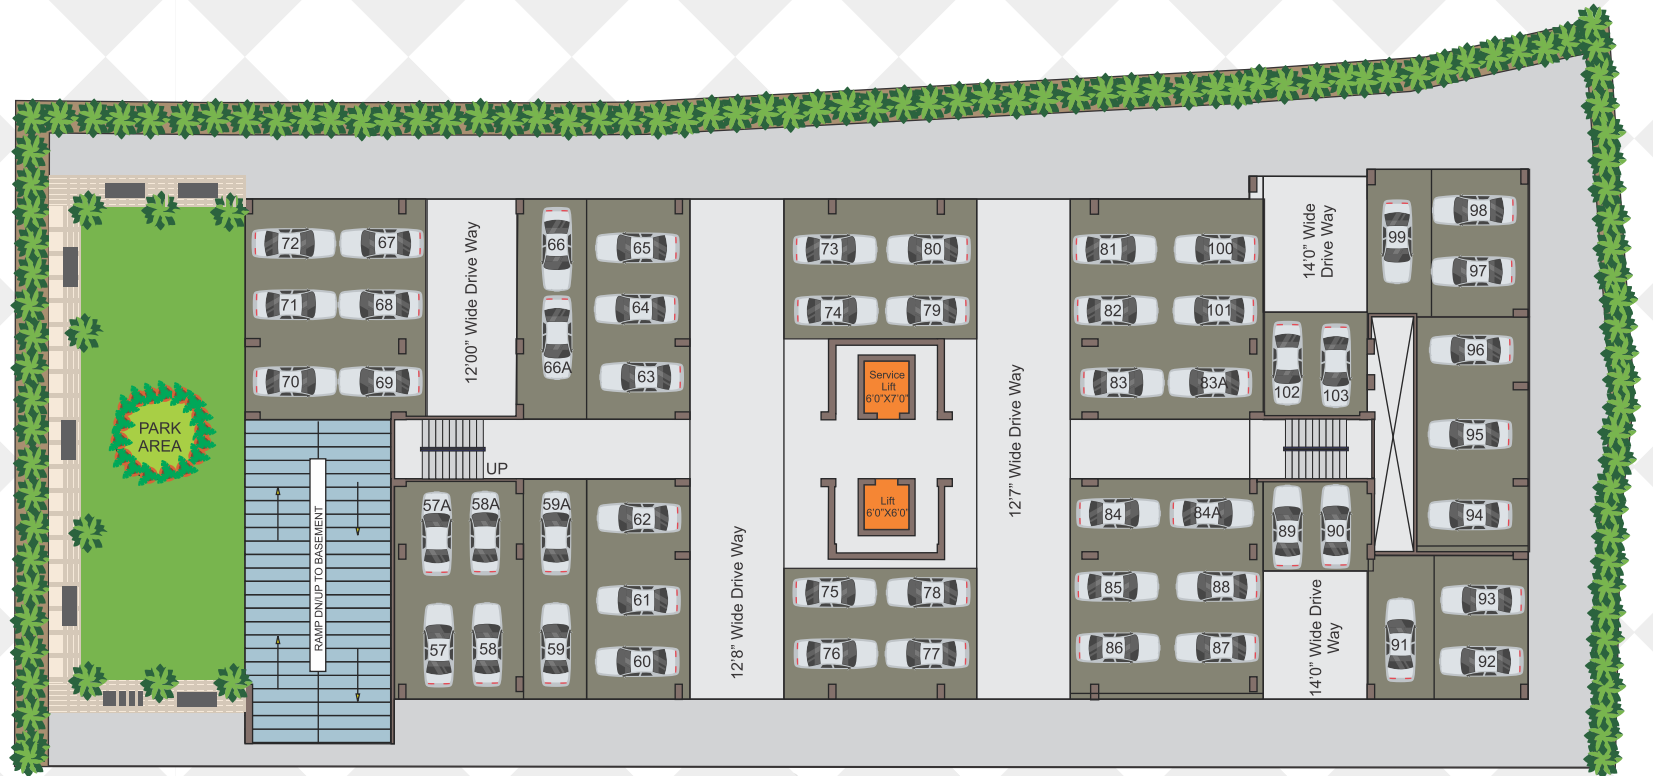 98
99
97
14'0" Wide
Drive Way
72
67
66
65
73
80
81
100
71
68
64
74
79
82
101
12'00" Wide Drive Way
66A
96
70
69
63
Service
Lift
6'0"X7'0"
83
83A
102
103
PARK
AREA
12'7" Wide Drive Way
95
UP
57A
58A
59A
62
Lift
6'0"X6'0"
84
84A
89
90
94
RAMP DN/UP TO BASEMENT
12'8" Wide Drive Way
61
75
78
85
88
93
57
58
59
60
76
77
86
87
14'0" Wide Drive
Way
91
92